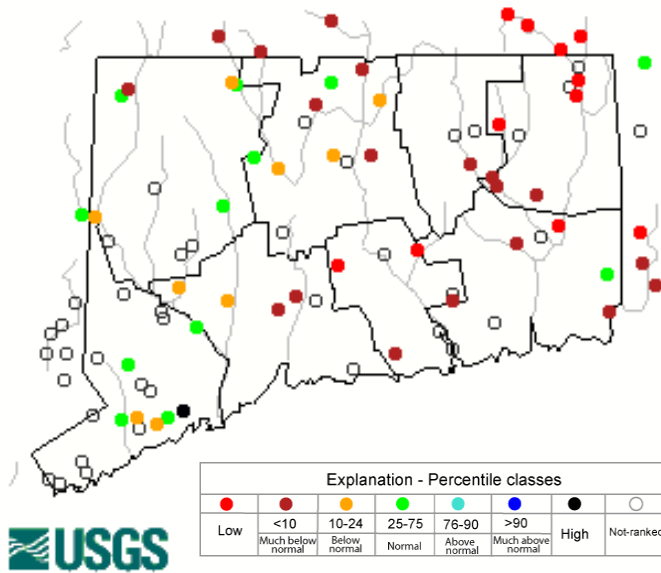 Explanation - Percentile classes
Low
<10
10-24
25-75
76-90
>90
High
Not-ranked
Much below normal
Below normal
Normal
Above normal
Much above normal
USGS